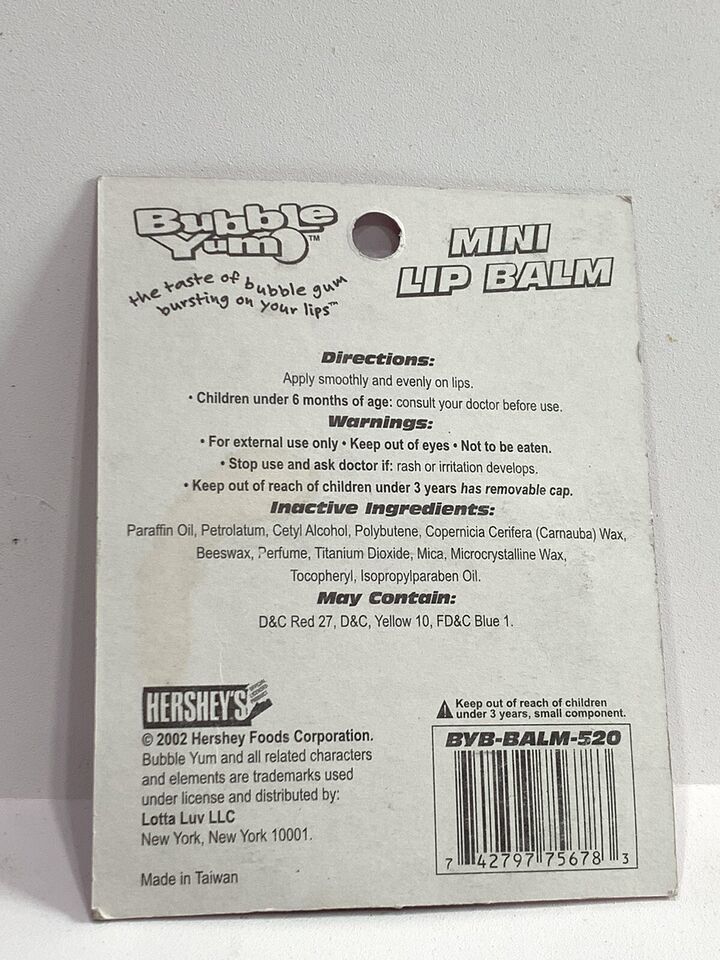 Bubble
Yum™
the taste of bubble gum
bursting on your lips™
MINI
LIP BALM
Directions:
Apply smoothly and evenly on lips.
• Children under 6 months of age: consult your doctor before use.
Warnings:
• For external use only • Keep out of eyes • Not to be eaten.
• Stop use and ask doctor if: rash or irritation develops.
• Keep out of reach of children under 3 years has removable cap.
Inactive Ingredients:
Paraffin Oil, Petrolatum, Cetyl Alcohol, Polybutene, Copernicia Cerifera (Carnauba) Wax,
Beeswax, Perfume, Titanium Dioxide, Mica, Microcrystalline Wax,
Tocopheryl, Isopropylparaben Oil.
May Contain:
D&C Red 27, D&C, Yellow 10, FD&C Blue 1.
HERSHEY'S
© 2002 Hershey Foods Corporation.
Bubble Yum and all related characters
and elements are trademarks used
under license and distributed by:
Lotta Luv LLC
New York, New York 10001.
Made in Taiwan
Keep out of reach of children
under 3 years, small component.
BYB-BALM-520
7 42797 75678 3